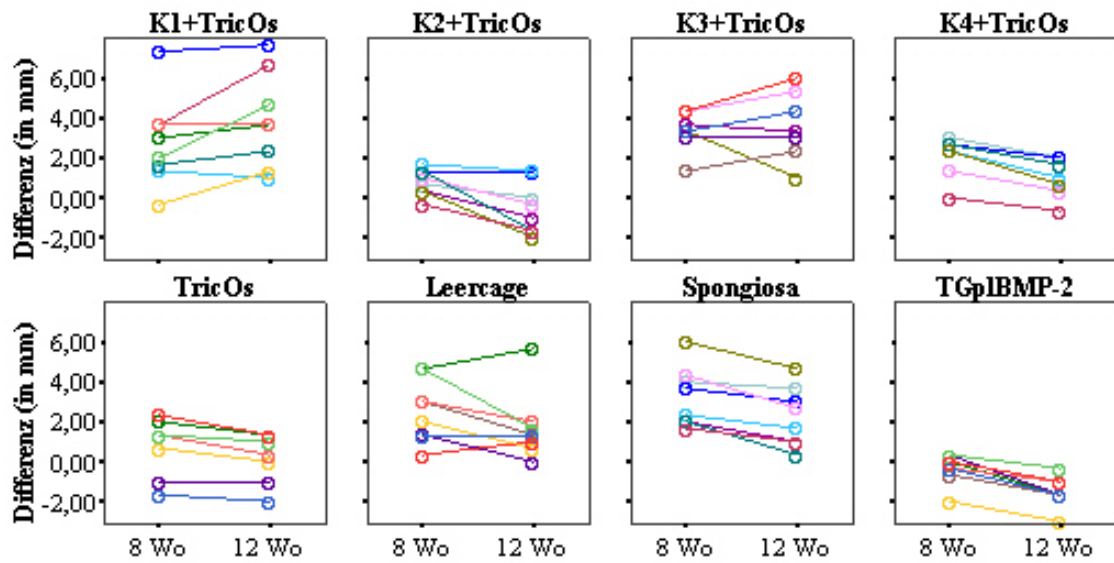 K1+TricOs K2+TricOs K3+TricOs K4+TricOs
Differenz (in mm)
6,00
4,00
2,00
0,00
-2,00
TricOs Leercage Spongiosa TGplBMP-2
Differenz (in mm)
6,00
4,00
2,00
0,00
-2,00
8 Wo 12 Wo 8 Wo 12 Wo 8 Wo 12 Wo 8 Wo 12 Wo